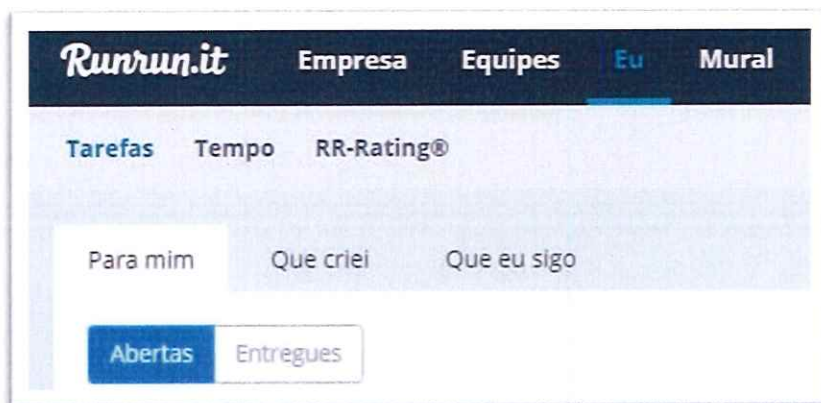 Runrun.it Empresa Equipes Eu Mural
Tarefas Tempo RR-Rating®
Para mim Que criei Que eu sigo
Abertas Entregues